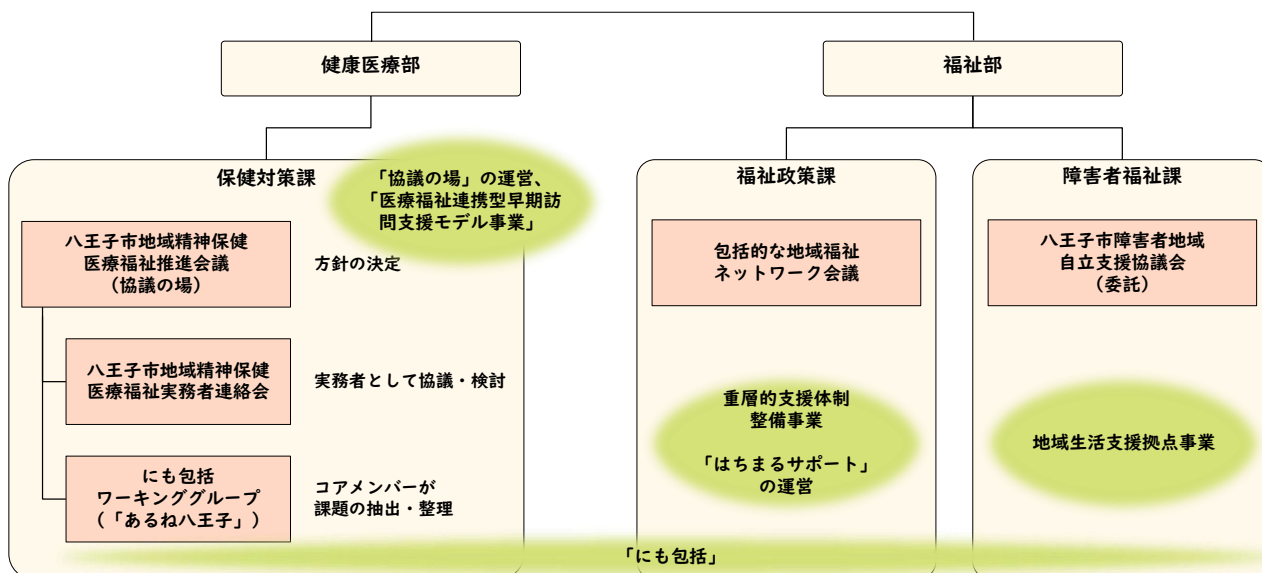 健康医療部
福祉部
保健対策課
「協議の場」の運営、
「医療福祉連携型早期訪
問支援モデル事業」
八王子市地域精神保健
医療福祉推進会議
（協議の場）
方針の決定
八王子市地域精神保健
医療福祉実務者連絡会
実務者として協議・検討
にも包括
ワーキンググループ
（「あるね八王子」）
コアメンバーが
課題の抽出・整理
福祉政策課
包括的な地域福祉
ネットワーク会議
重層的支援体制
整備事業
「はちまるサポート」
の運営
障害者福祉課
八王子市障害者地域
自立支援協議会
（委託）
地域生活支援拠点事業
「にも包括」